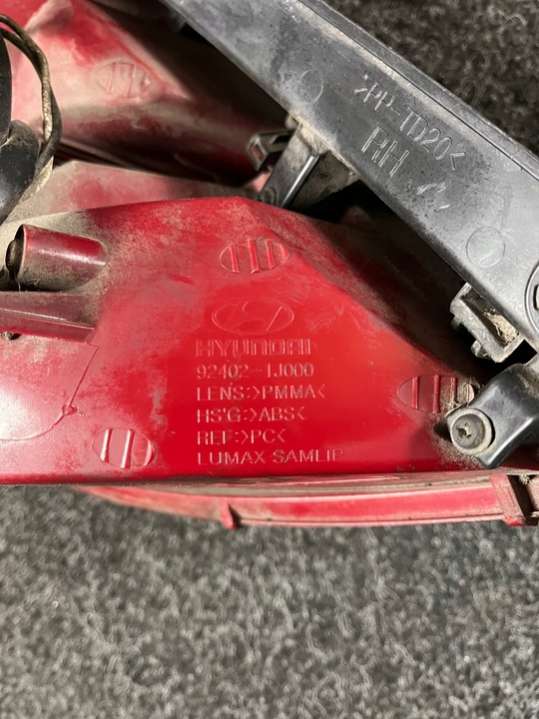 >PP-TD20<
RH
HYUNDAI
92402-1J000
LENS>PMMA<
HS'G>ABS<
REF>PC<
LUMAX SAMLIP